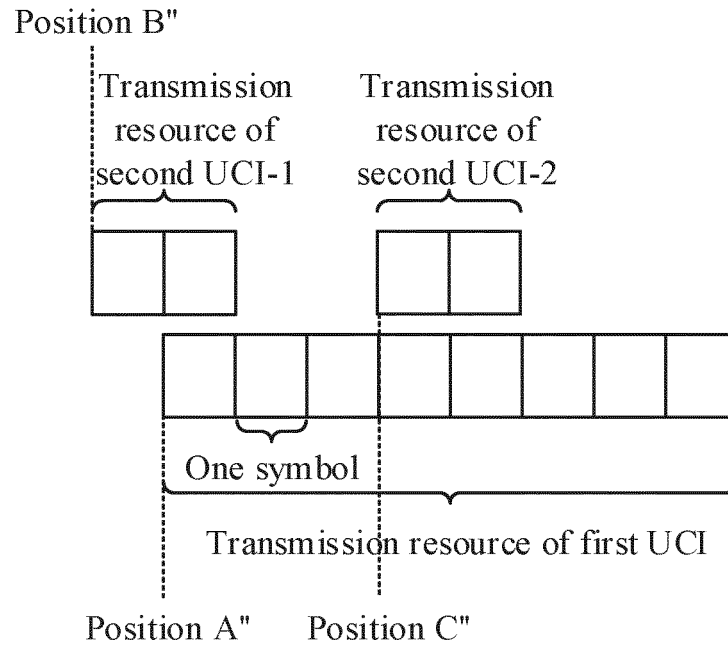 Position B"
Transmission
resource of
second UCI-1
Transmission
resource of
second UCI-2
One symbol
Transmission resource of first UCI
Position A"
Position C"